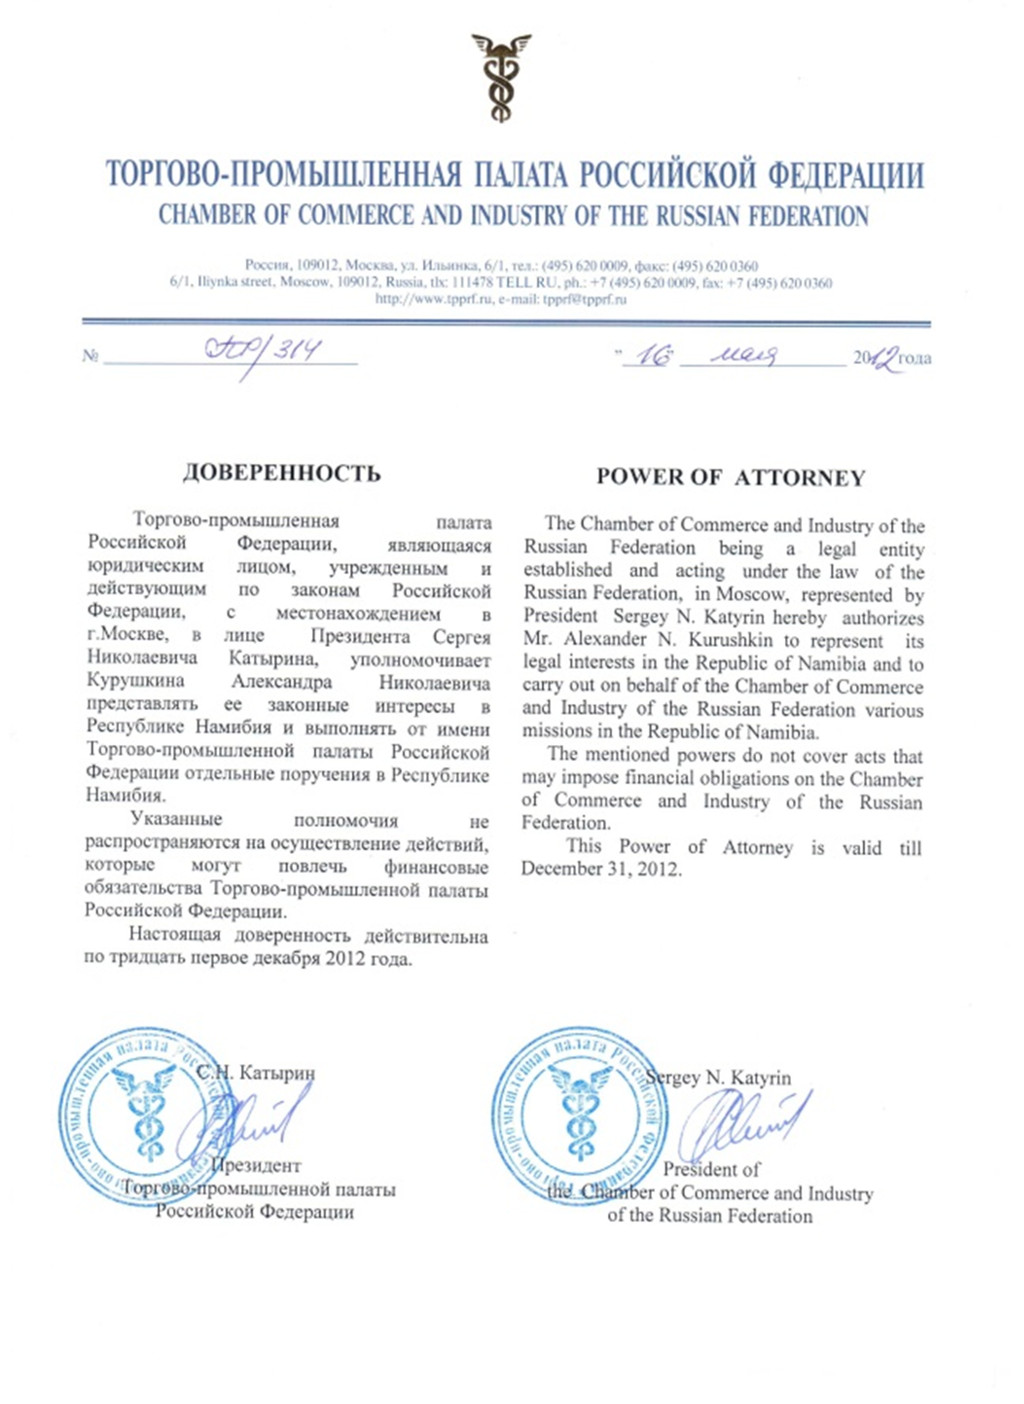 ТОРГОВО-ПРОМЫШЛЕННАЯ ПАЛАТА РОССИЙСКОЙ ФЕДЕРАЦИИ
CHAMBER OF COMMERCE AND INDUSTRY OF THE RUSSIAN FEDERATION
Россия, 109012, Москва, ул. Ильинка, 6/1, тел.: (495) 620 0009, факс: (495) 620 0360
6/1, Iliynka street, Moscow, 109012, Russia, tlx: 111478 TELL RU, ph.: +7 (495) 620 0009, fax: +7 (495) 620 0360
http://www.tpprf.ru, e-mail: tpprf@tpprf.ru
№ ПР/314
"16" мая 2012 года
ДОВЕРЕННОСТЬ
Торгово-промышленная палата
Российской Федерации, являющаяся
юридическим лицом, учрежденным и
действующим по законам Российской
Федерации, с местонахождением в
г.Москве, в лице Президента Сергея
Николаевича Катырина, уполномочивает
Курушкина Александра Николаевича
представлять ее законные интересы в
Республике Намибия и выполнять от имени
Торгово-промышленной палаты Российской
Федерации отдельные поручения в Республике
Намибия.
Указанные полномочия не
распространяются на осуществление действий,
которые могут повлечь финансовые
обязательства Торгово-промышленной палаты
Российской Федерации.
Настоящая доверенность действительна
по тридцать первое декабря 2012 года.
С.Н. Катырин
Президент
Торгово-промышленной палаты
Российской Федерации
POWER OF ATTORNEY
The Chamber of Commerce and Industry of the
Russian Federation being a legal entity
established and acting under the law of the
Russian Federation, in Moscow, represented by
President Sergey N. Katyrin hereby authorizes
Mr. Alexander N. Kurushkin to represent its
legal interests in the Republic of Namibia and to
carry out on behalf of the Chamber of Commerce
and Industry of the Russian Federation various
missions in the Republic of Namibia.
The mentioned powers do not cover acts that
may impose financial obligations on the Chamber
of Commerce and Industry of the Russian
Federation.
This Power of Attorney is valid till
December 31, 2012.
Sergey N. Katyrin
President of
the Chamber of Commerce and Industry
of the Russian Federation
Торгово-промышленная палата Российской Федерации
Торгово-промышленная палата Российской Федерации